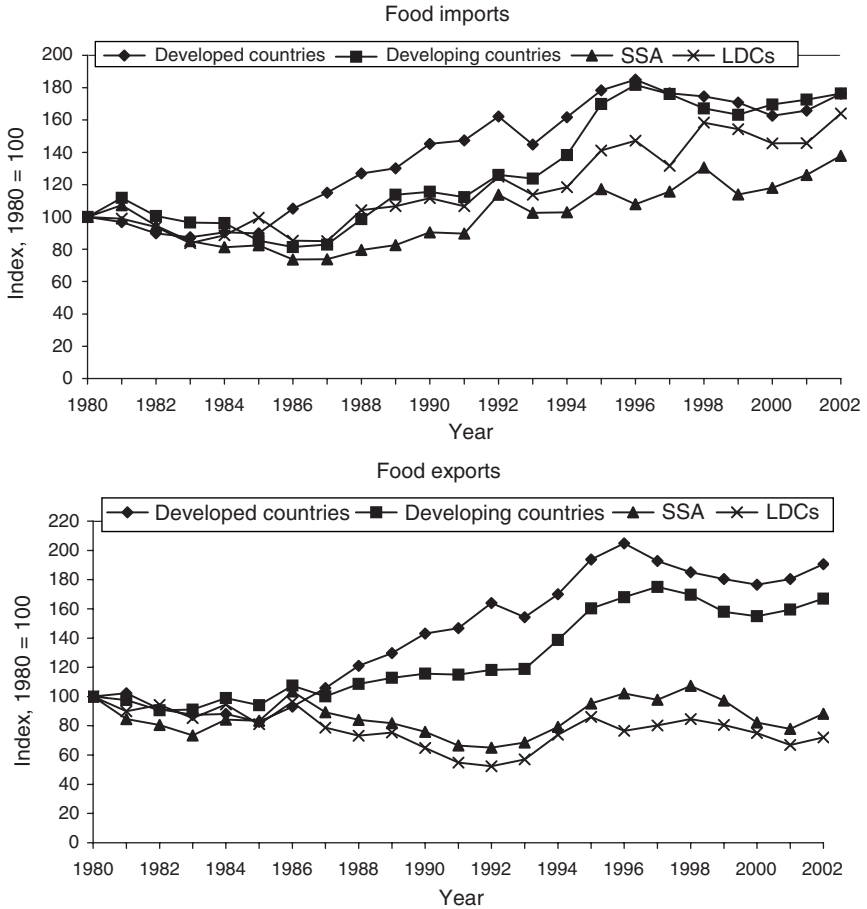 Food imports
Developed countries Developing countries SSA LDCs
200
180
160
140
120
100
80
60
40
20
0
Index, 1980 = 100
1980 1982 1984 1986 1988 1990 1992 1994 1996 1998 2000 2002
Year
Food exports
Developed countries Developing countries SSA LDCs
220
200
180
160
140
120
100
80
60
40
20
0
Index, 1980 = 100
1980 1982 1984 1986 1988 1990 1992 1994 1996 1998 2000 2002
Year